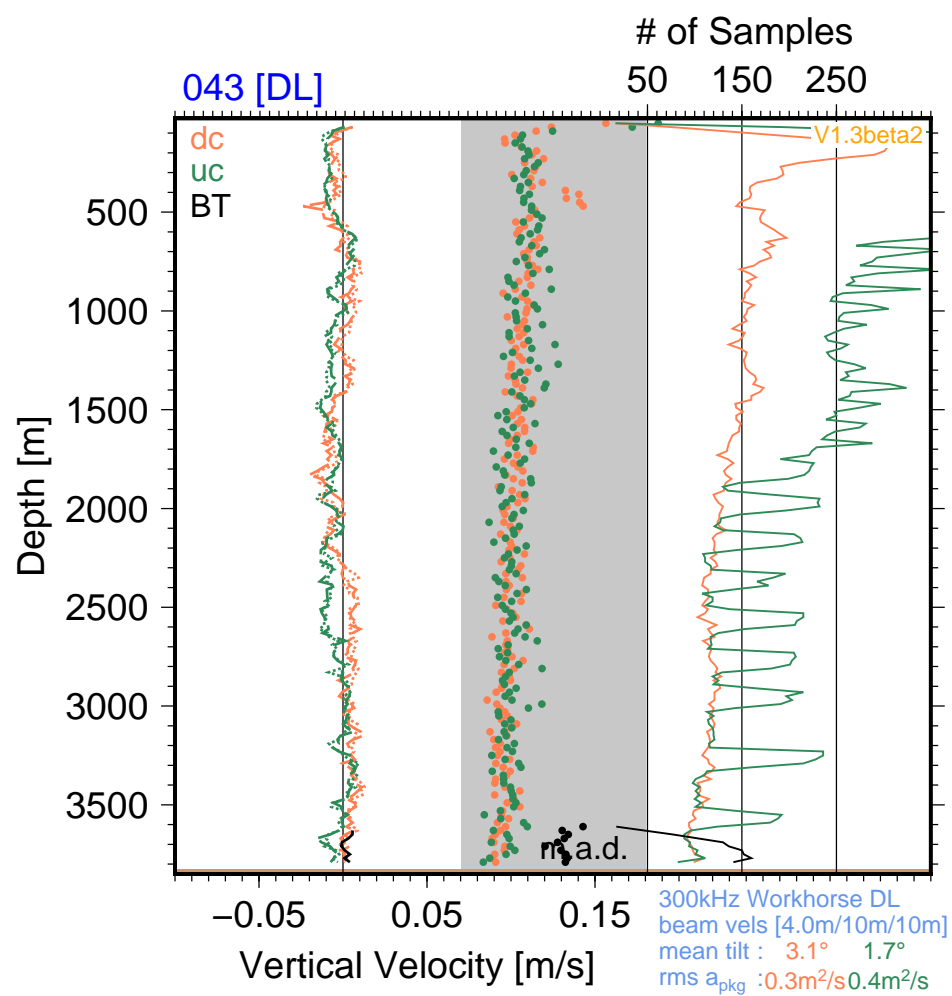 # of Samples
50 150 250
043 [DL]
dc
uc
BT
V1.3beta2
500
1000
1500
2000
2500
3000
3500
Depth [m]
m.a.d.
−0.05 0.05 0.15
Vertical Velocity [m/s]
300kHz Workhorse DL
beam vels [4.0m/10m/10m]
mean tilt : 3.1° 1.7°
rms a_pkg :0.3m²/s 0.4m²/s